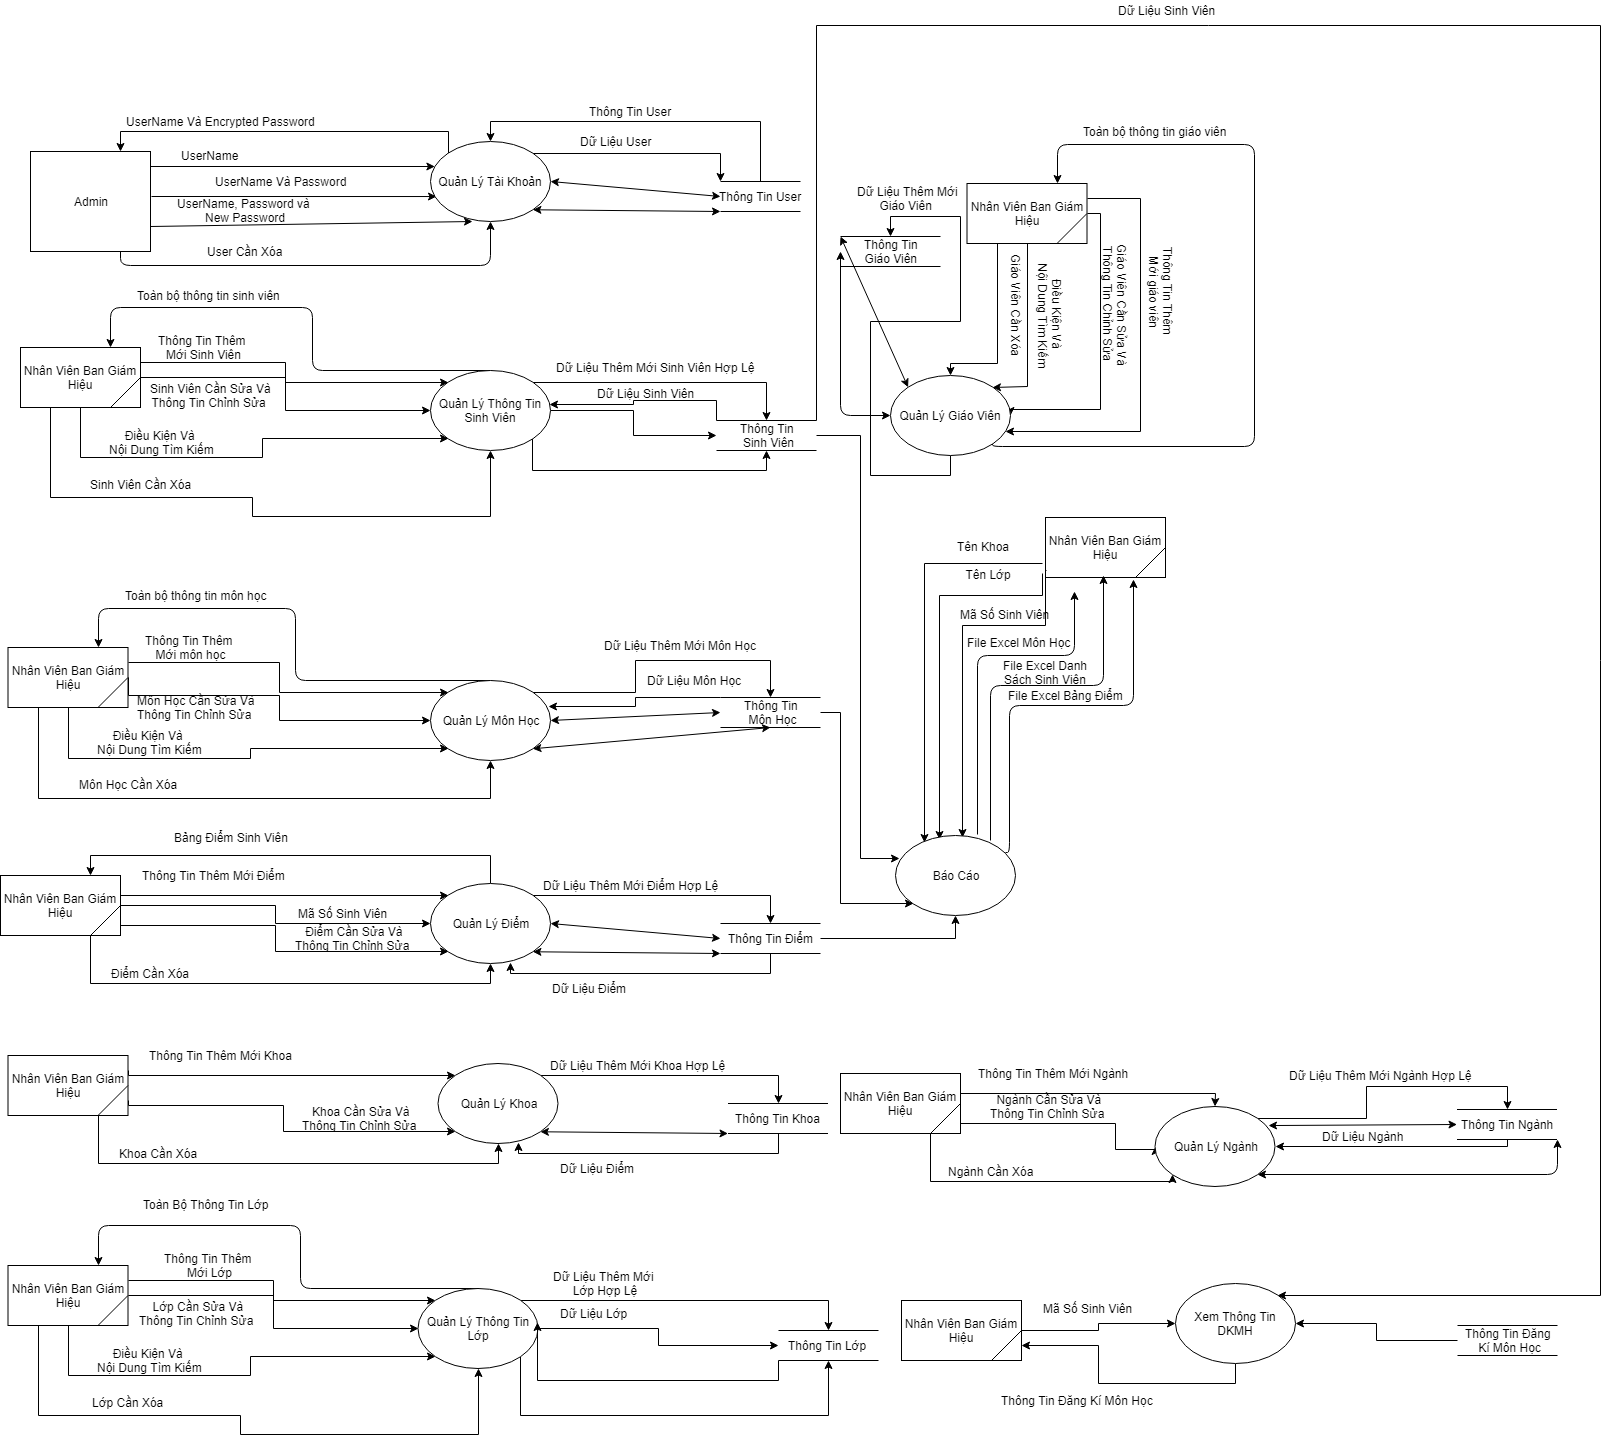 Dữ Liệu Sinh Viên
UserName Và Encrypted Password
Thông Tin User
UserName
Dữ Liệu User
Admin
UserName Và Password
Quản Lý Tài Khoản
Thông Tin User
UserName, Password và
New Password
User Cần Xóa
Toàn bộ thông tin giáo viên
Dữ Liệu Thêm Mới
Giáo Viên
Nhân Viên Ban Giám
Hiệu
Thông Tin
Giáo Viên
Giáo Viên Cần Xóa
Điều Kiện Và
Nội Dung Tìm Kiếm
Giáo Viên Cần Sửa Và
Thông Tin Chỉnh Sửa
Thông Tin Thêm
Mới giáo viên
Quản Lý Giáo Viên
Toàn bộ thông tin sinh viên
Thông Tin Thêm
Mới Sinh Viên
Nhân Viên Ban Giám
Hiệu
Sinh Viên Cần Sửa Và
Thông Tin Chỉnh Sửa
Quản Lý Thông Tin
Sinh Viên
Dữ Liệu Thêm Mới Sinh Viên Hợp Lệ
Dữ Liệu Sinh Viên
Thông Tin
Sinh Viên
Điều Kiện Và
Nội Dung Tìm Kiếm
Sinh Viên Cần Xóa
Nhân Viên Ban Giám
Hiệu
Tên Khoa
Tên Lớp
Mã Số Sinh Viên
File Excel Môn Học
File Excel Danh
Sách Sinh Viên
File Excel Bảng Điểm
Báo Cáo
Toàn bộ thông tin môn học
Thông Tin Thêm
Mới môn học
Nhân Viên Ban Giám
Hiệu
Môn Học Cần Sửa Và
Thông Tin Chỉnh Sửa
Quản Lý Môn Học
Dữ Liệu Thêm Mới Môn Học
Dữ Liệu Môn Học
Thông Tin
Môn Học
Điều Kiện Và
Nội Dung Tìm Kiếm
Môn Học Cần Xóa
Bảng Điểm Sinh Viên
Thông Tin Thêm Mới Điểm
Nhân Viên Ban Giám
Hiệu
Mã Số Sinh Viên
Điểm Cần Sửa Và
Thông Tin Chỉnh Sửa
Quản Lý Điểm
Dữ Liệu Thêm Mới Điểm Hợp Lệ
Thông Tin Điểm
Điểm Cần Xóa
Dữ Liệu Điểm
Thông Tin Thêm Mới Khoa
Nhân Viên Ban Giám
Hiệu
Khoa Cần Sửa Và
Thông Tin Chỉnh Sửa
Quản Lý Khoa
Dữ Liệu Thêm Mới Khoa Hợp Lệ
Thông Tin Khoa
Khoa Cần Xóa
Dữ Liệu Điểm
Thông Tin Thêm Mới Ngành
Nhân Viên Ban Giám
Hiệu
Ngành Cần Sửa Và
Thông Tin Chỉnh Sửa
Dữ Liệu Thêm Mới Ngành Hợp Lệ
Thông Tin Ngành
Dữ Liệu Ngành
Quản Lý Ngành
Ngành Cần Xóa
Toàn Bộ Thông Tin Lớp
Thông Tin Thêm
Mới Lớp
Nhân Viên Ban Giám
Hiệu
Lớp Cần Sửa Và
Thông Tin Chỉnh Sửa
Quản Lý Thông Tin
Lớp
Dữ Liệu Thêm Mới
Lớp Hợp Lệ
Dữ Liệu Lớp
Thông Tin Lớp
Điều Kiện Và
Nội Dung Tìm Kiếm
Lớp Cần Xóa
Nhân Viên Ban Giám
Hiệu
Mã Số Sinh Viên
Xem Thông Tin
DKMH
Thông Tin Đăng
Kí Môn Học
Thông Tin Đăng Kí Môn Học